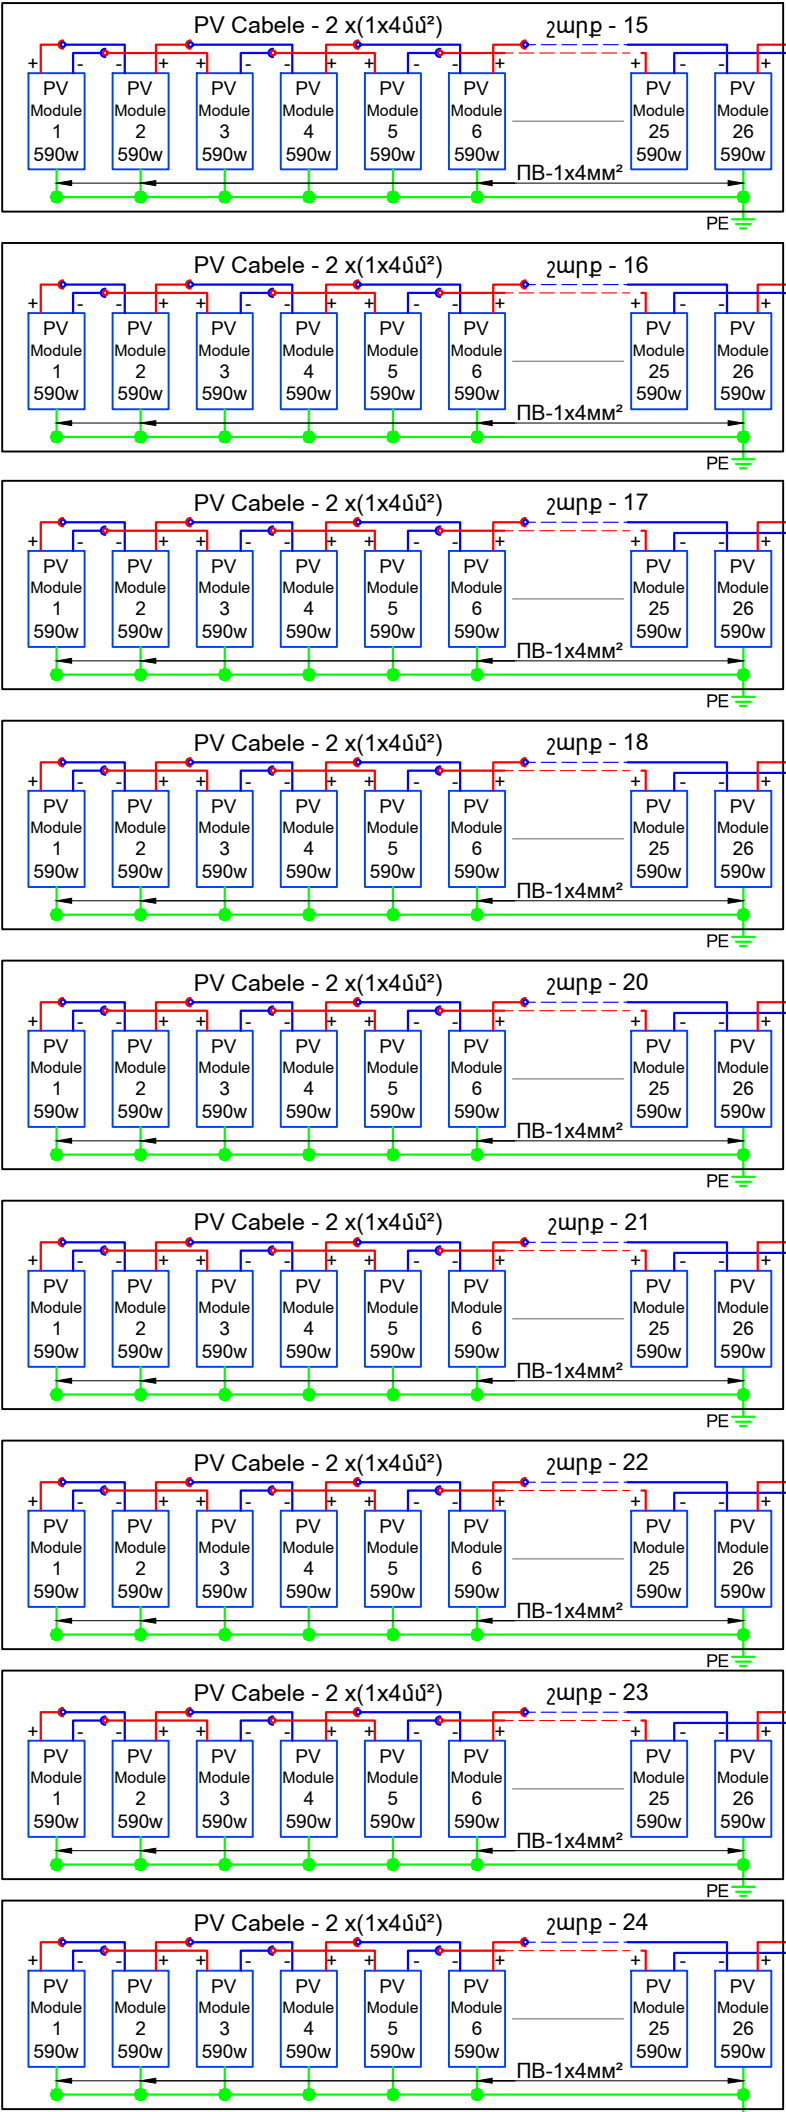 PV Cabele - 2 x(1x4մմ²) շարք - 15
+ - - + + - - + + - - + + - - +
PV PV PV PV PV PV PV PV
Module Module Module Module Module Module Module Module
1 2 3 4 5 6 25 26
590w 590w 590w 590w 590w 590w 590w 590w
ПВ-1x4мм²
PE
PV Cabele - 2 x(1x4մմ²) շարք - 16
+ - - + + - - + + - - + + - - +
PV PV PV PV PV PV PV PV
Module Module Module Module Module Module Module Module
1 2 3 4 5 6 25 26
590w 590w 590w 590w 590w 590w 590w 590w
ПВ-1x4мм²
PE
PV Cabele - 2 x(1x4մմ²) շարք - 17
+ - - + + - - + + - - + + - - +
PV PV PV PV PV PV PV PV
Module Module Module Module Module Module Module Module
1 2 3 4 5 6 25 26
590w 590w 590w 590w 590w 590w 590w 590w
ПВ-1x4мм²
PE
PV Cabele - 2 x(1x4մմ²) շարք - 18
+ - - + + - - + + - - + + - - +
PV PV PV PV PV PV PV PV
Module Module Module Module Module Module Module Module
1 2 3 4 5 6 25 26
590w 590w 590w 590w 590w 590w 590w 590w
ПВ-1x4мм²
PE
PV Cabele - 2 x(1x4մմ²) շարք - 20
+ - - + + - - + + - - + + - - +
PV PV PV PV PV PV PV PV
Module Module Module Module Module Module Module Module
1 2 3 4 5 6 25 26
590w 590w 590w 590w 590w 590w 590w 590w
ПВ-1x4мм²
PE
PV Cabele - 2 x(1x4մմ²) շարք - 21
+ - - + + - - + + - - + + - - +
PV PV PV PV PV PV PV PV
Module Module Module Module Module Module Module Module
1 2 3 4 5 6 25 26
590w 590w 590w 590w 590w 590w 590w 590w
ПВ-1x4мм²
PE
PV Cabele - 2 x(1x4մմ²) շարք - 22
+ - - + + - - + + - - + + - - +
PV PV PV PV PV PV PV PV
Module Module Module Module Module Module Module Module
1 2 3 4 5 6 25 26
590w 590w 590w 590w 590w 590w 590w 590w
ПВ-1x4мм²
PE
PV Cabele - 2 x(1x4մմ²) շարք - 23
+ - - + + - - + + - - + + - - +
PV PV PV PV PV PV PV PV
Module Module Module Module Module Module Module Module
1 2 3 4 5 6 25 26
590w 590w 590w 590w 590w 590w 590w 590w
ПВ-1x4мм²
PE
PV Cabele - 2 x(1x4մմ²) շարք - 24
+ - - + + - - + + - - + + - - +
PV PV PV PV PV PV PV PV
Module Module Module Module Module Module Module Module
1 2 3 4 5 6 25 26
590w 590w 590w 590w 590w 590w 590w 590w
ПВ-1x4мм²